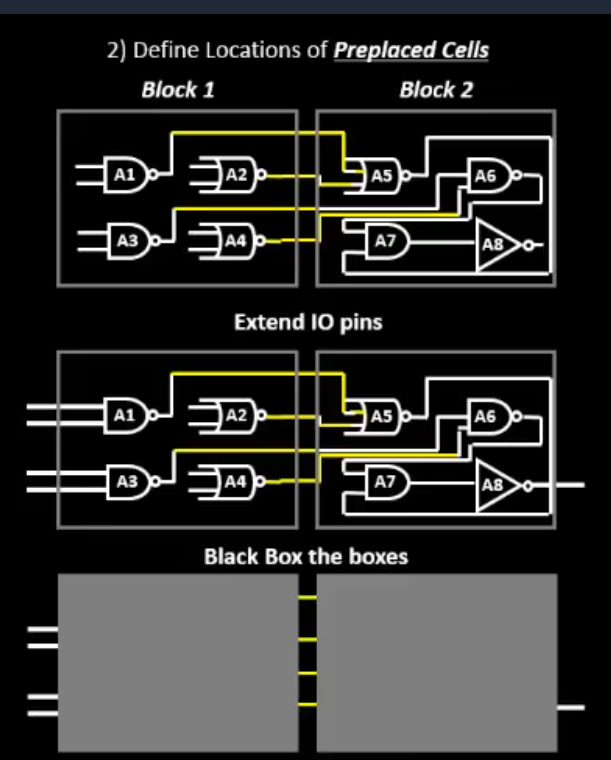 2) Define Locations of Preplaced Cells
Block 1 Block 2
A1 A2 A5 A6
A3 A4 A7 A8
Extend IO pins
A1 A2 A5 A6
A3 A4 A7 A8
Black Box the boxes